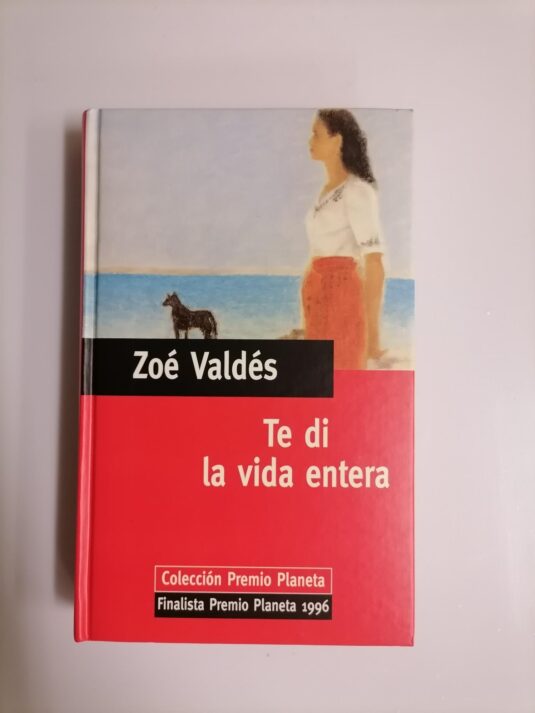 Zoé Valdés
Te di
la vida entera
Colección Premio Planeta
Finalista Premio Planeta 1996